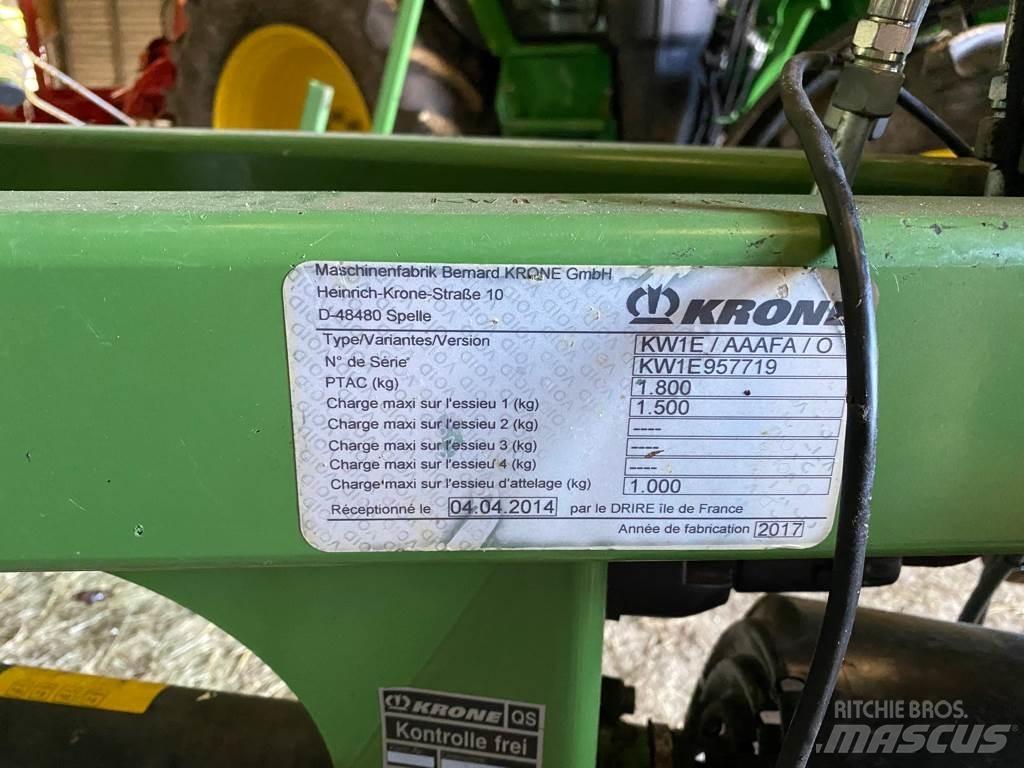 Maschinenfabrik Bernard KRONE GmbH
Heinrich-Krone-Straße 10
D-48480 Spelle
KRONE
Type/Variantes/Version KW1E / AAAFA / O
N° de Série KW1E957719
PTAC (kg) 1.800
Charge maxi sur l'essieu 1 (kg) 1.500
Charge maxi sur l'essieu 2 (kg) ----
Charge maxi sur l'essieu 3 (kg) ----
Charge maxi sur l'essieu 4 (kg) ----
Charge maxi sur l'essieu d'attelage (kg) 1.000
Réceptionné le 04.04.2014 par le DRIRE île de France
Année de fabrication 2017
KRONE QS
Kontrolle frei
RITCHIE BROS.
MASCUS